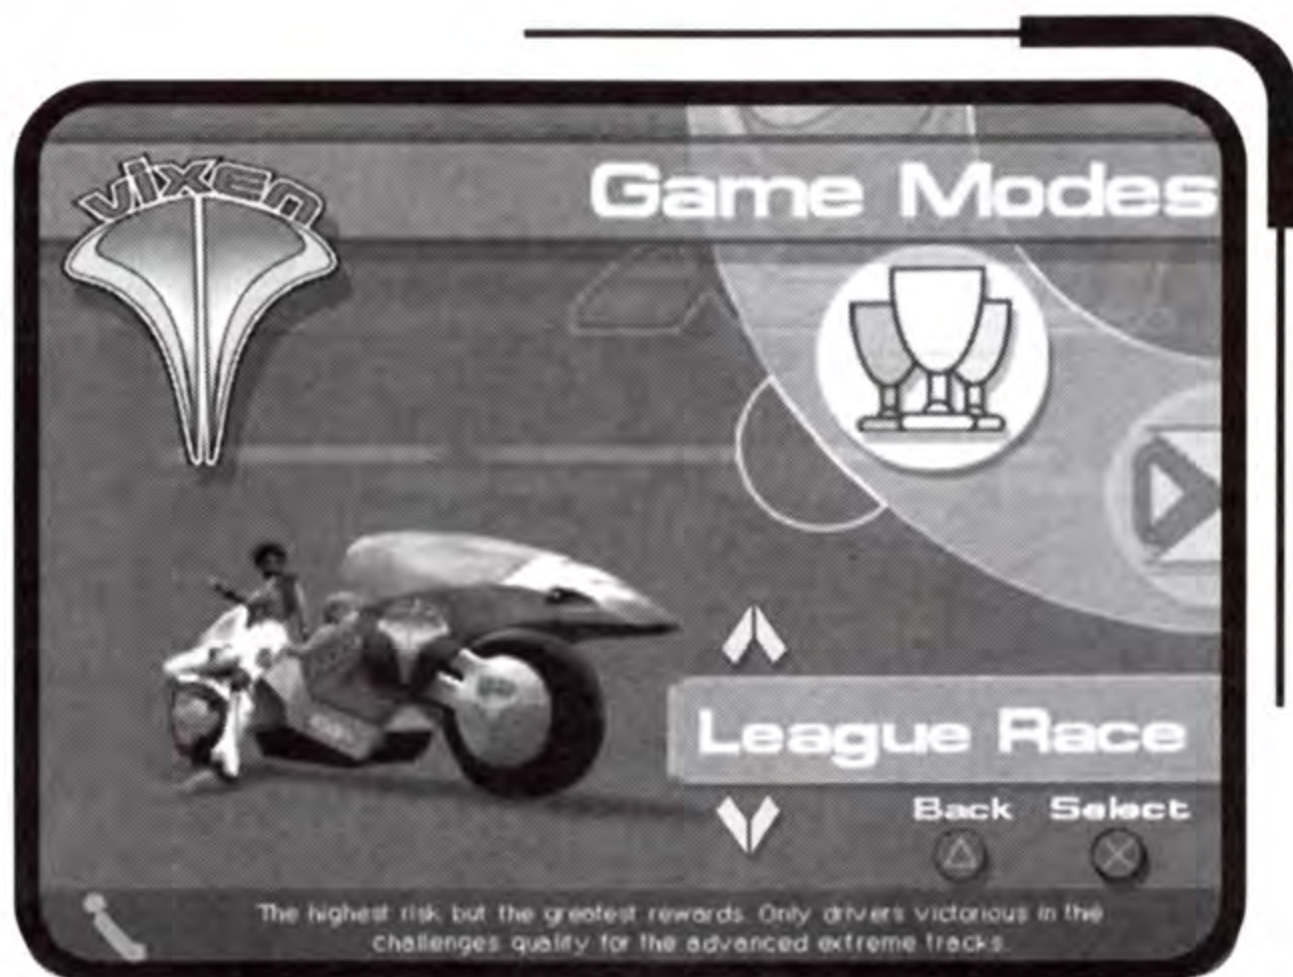 vixen
Game Modes
League Race
Back Select
The highest risk but the greatest rewards. Only drivers victorious in the
challenges qualify for the advanced extreme tracks.